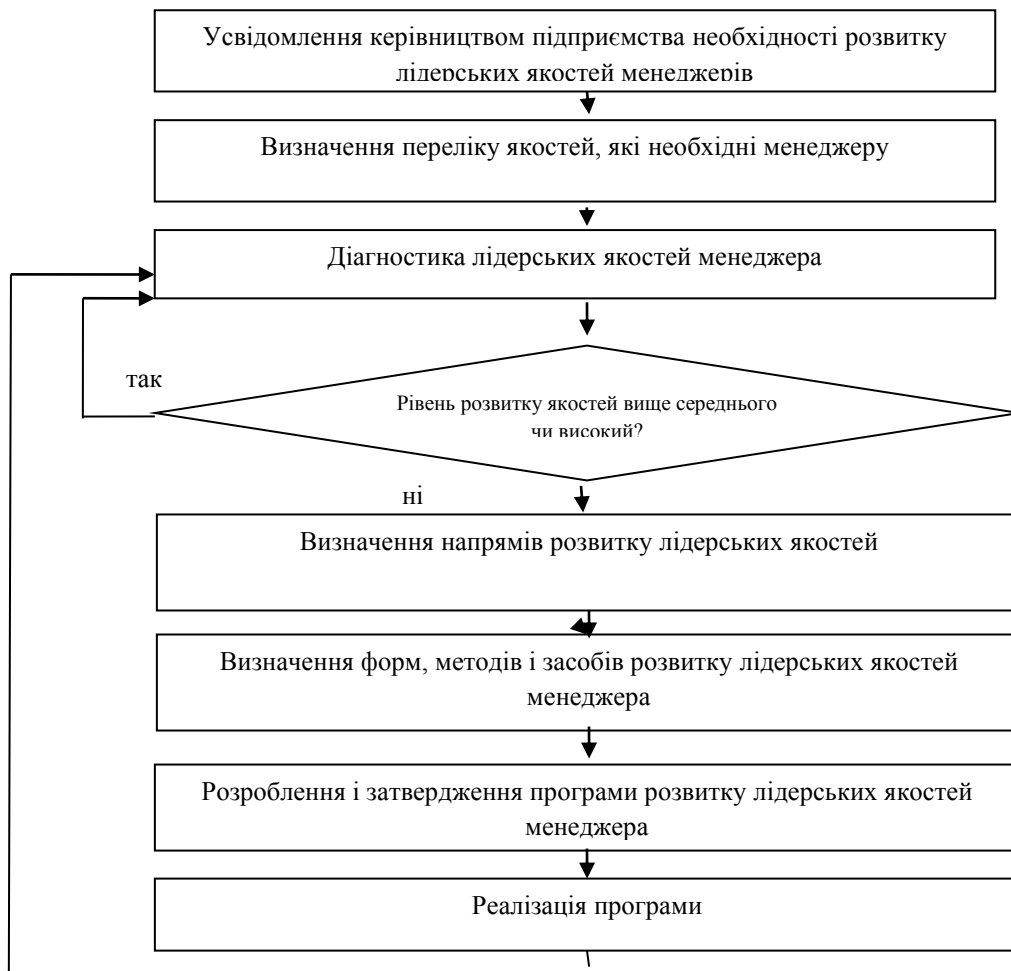 Усвідомлення керівництвом підприємства необхідності розвитку
лідерських якостей менеджерів
Визначення переліку якостей, які необхідні менеджеру
Діагностика лідерських якостей менеджера
так
Рівень розвитку якостей вище середнього
чи високий?
ні
Визначення напрямів розвитку лідерських якостей
Визначення форм, методів і засобів розвитку лідерських якостей
менеджера
Розроблення і затвердження програми розвитку лідерських якостей
менеджера
Реалізація програми